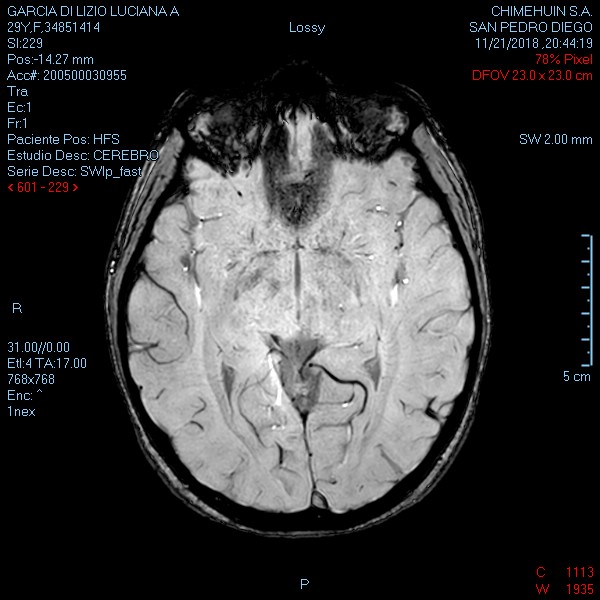 GARCIA DI LIZIO LUCIANA A
29Y,F,34851414
Sl:229
Pos:-14.27 mm
Acc#: 200500030955
Tra
Ec:1
Fr:1
Paciente Pos: HFS
Estudio Desc: CEREBRO
Serie Desc: SWIp_fast
< 601 - 229 >
Lossy
CHIMEHUIN S.A.
SAN PEDRO DIEGO
11/21/2018 ,20:44:19
78% Pixel
DFOV 23.0 x 23.0 cm
SW 2.00 mm
R
31.00//0.00
Etl:4 TA:17.00
768x768
Enc: ^
1nex
5 cm
P
C 1113
W 1935